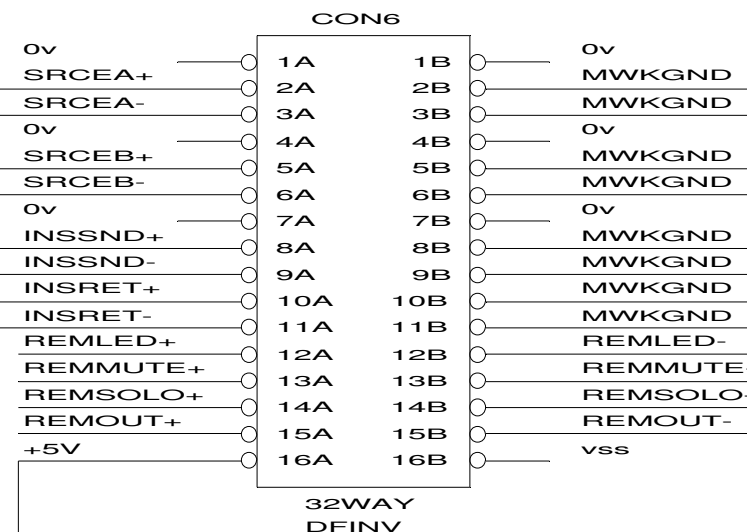 CON6
0v 1A 1B 0v
SRCEA+ 2A 2B MWKGND
SRCEA- 3A 3B MWKGND
0v 4A 4B 0v
SRCEB+ 5A 5B MWKGND
SRCEB- 6A 6B MWKGND
0v 7A 7B 0v
INSSND+ 8A 8B MWKGND
INSSND- 9A 9B MWKGND
INSRET+ 10A 10B MWKGND
INSRET- 11A 11B MWKGND
REMLED+ 12A 12B REMLED-
REMMUTE+ 13A 13B REMMUTE-
REMSOLO+ 14A 14B REMSOLO-
REMOUT+ 15A 15B REMOUT-
+5V 16A 16B vss
32WAY
DFINV